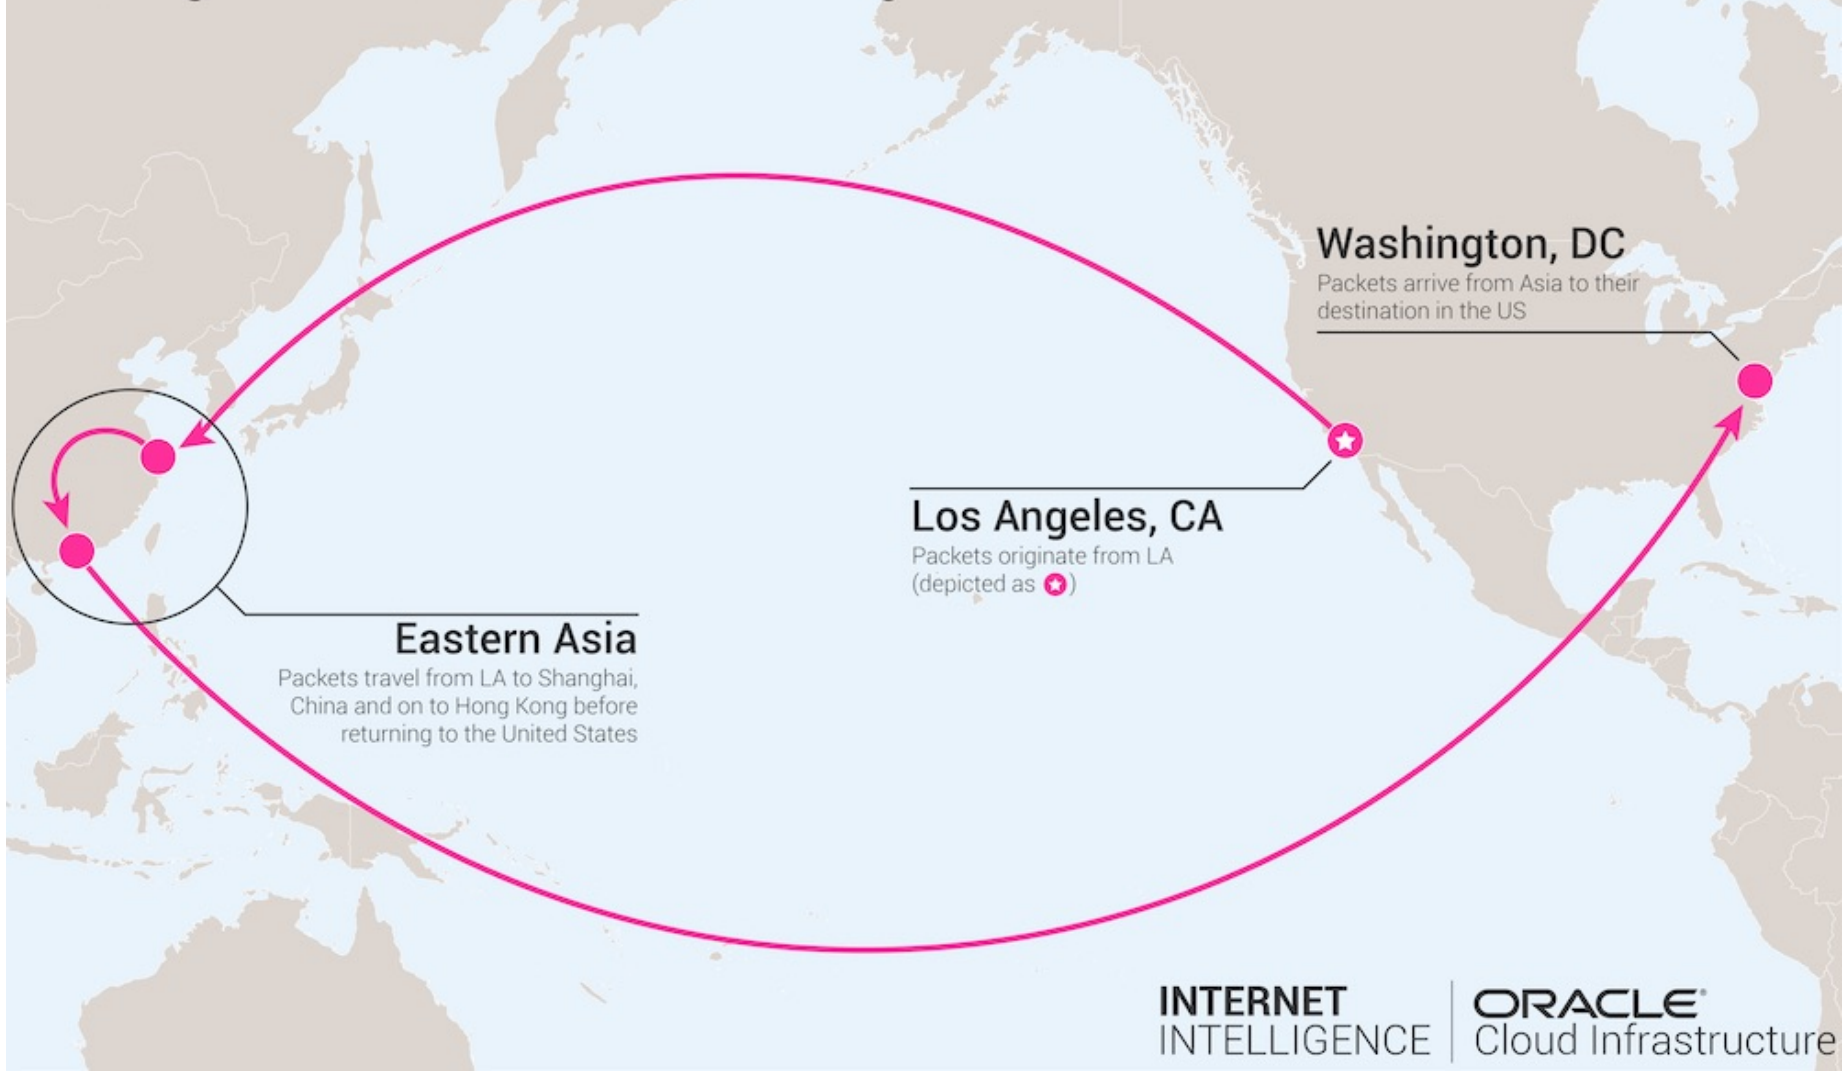 Washington, DC
Packets arrive from Asia to their
destination in the US
Los Angeles, CA
Packets originate from LA
(depicted as )
Eastern Asia
Packets travel from LA to Shanghai,
China and on to Hong Kong before
returning to the United States
INTERNET
INTELLIGENCE
ORACLE®
Cloud Infrastructure